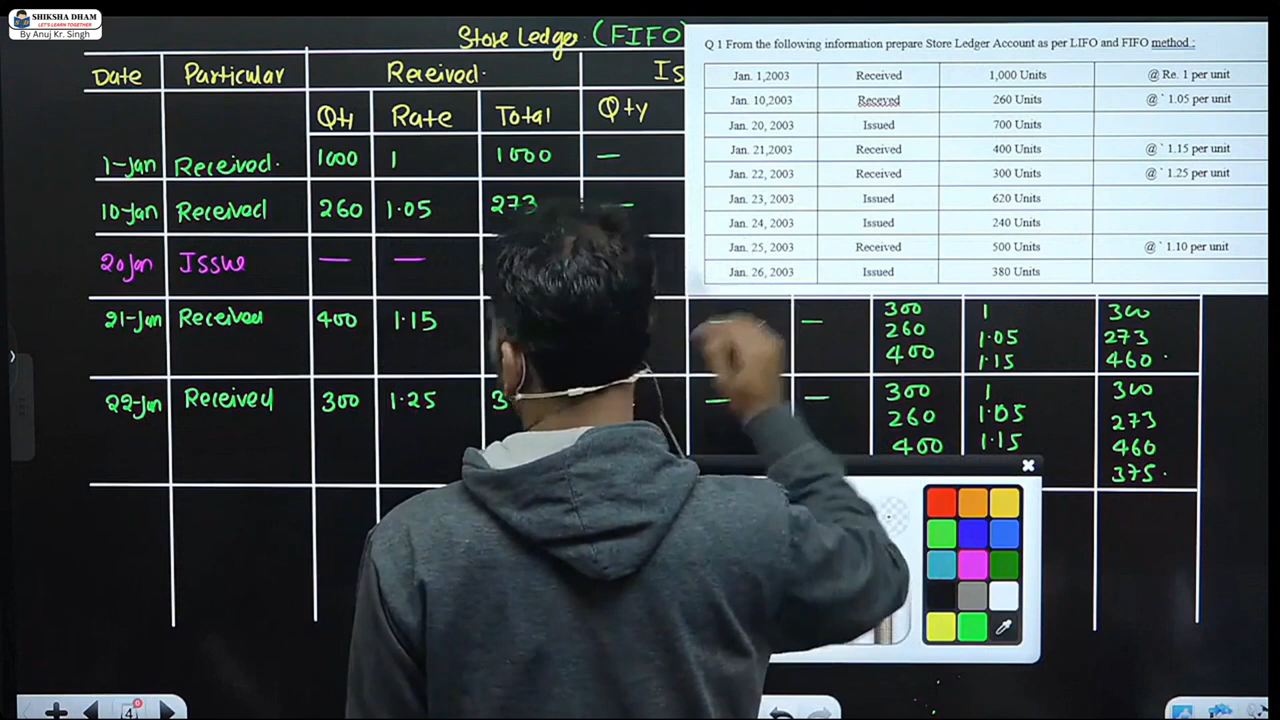 SHIKSHA DHAM
LET'S LEARN TOGETHER
By Anuj Kr. Singh
Store Ledger (FIFO)
Date Particular Received Is
Qty Rate Total Qty
1-Jan Received. 1000 1 1000 —
10-Jan Received 260 1.05 273 —
20 Jan Issue — —
21-Jan Received 400 1.15 — — 300 1 300
260 1.05 273
400 1.15 460
22-Jan Received 300 1.25 3 — — 300 1 300
260 1.05 273
400 1.15 460
375
Q 1 From the following information prepare Store Ledger Account as per LIFO and FIFO method :
Jan. 1,2003 Received 1,000 Units @ Re. 1 per unit
Jan. 10,2003 Receved 260 Units @ ` 1.05 per unit
Jan. 20, 2003 Issued 700 Units
Jan. 21,2003 Received 400 Units @ ` 1.15 per unit
Jan. 22, 2003 Received 300 Units @ ` 1.25 per unit
Jan. 23, 2003 Issued 620 Units
Jan. 24, 2003 Issued 240 Units
Jan. 25, 2003 Received 500 Units @ ` 1.10 per unit
Jan. 26, 2003 Issued 380 Units
4